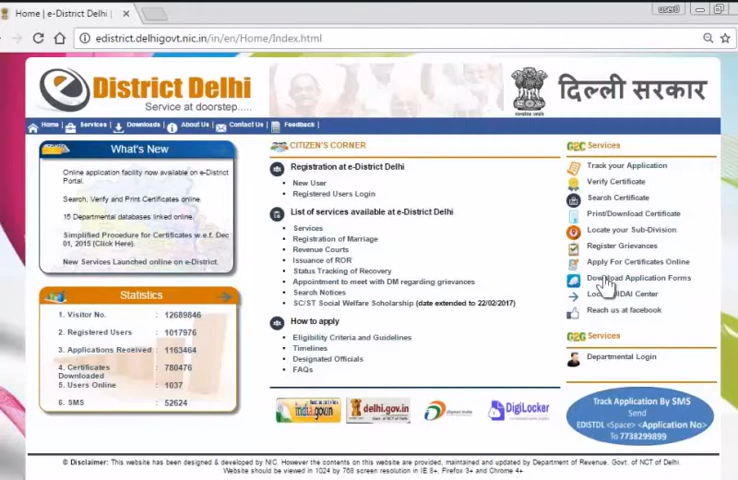 Home | e-District Delhi
user0
edistrict.delhigovt.nic.in/in/en/Home/Index.html
e District Delhi
Service at doorstep.....
दिल्ली सरकार
Home | Services | Downloads | About Us | Contact Us | Feedback |
What's New
Online application facility now available on e-District
Portal.
Search, Verify and Print Certificates online.
15 Departmental databases linked online.
Simplified Procedure for Certificates w.e.f. Dec
01, 2015 (Click Here).
New Services Launched online on e-District.
Statistics
1. Visitor No. : 12689846
2. Registered Users : 1017976
3. Applications Received : 1163464
4. Certificates : 780476
Downloaded
5. Users Online : 1037
6. SMS : 52624
CITIZEN'S CORNER
Registration at e-District Delhi
New User
Registered Users Login
List of services available at e-District Delhi
Services
Registration of Marriage
Revenue Courts
Issuance of ROR
Status Tracking of Recovery
Appointment to meet with DM regarding grievances
Search Notices
SC/ST Social Welfare Scholarship (date extended to 22/02/2017)
How to apply
Eligibility Criteria and Guidelines
Timelines
Designated Officials
FAQs
india.gov.in
delhi.gov.in
digital india
DigiLocker
G2C Services
Track your Application
Verify Certificate
Search Certificate
Print/Download Certificate
Locate your Sub-Division
Register Grievances
Apply For Certificates Online
Download Application Forms
UIDAI Center
Reach us at facebook
G2G Services
Departmental Login
Track Application By SMS
Send
EDISTDL <Space> <Application No>
To 7738299899
© Disclaimer: This website has been designed & developed by NIC. However the contents on this website are provided, maintained and updated by Department of Revenue. Govt. of NCT of Delhi.
Website should be viewed in 1024 by 768 screen resolution in IE 8+, Firefox 3+ and Chrome 4+